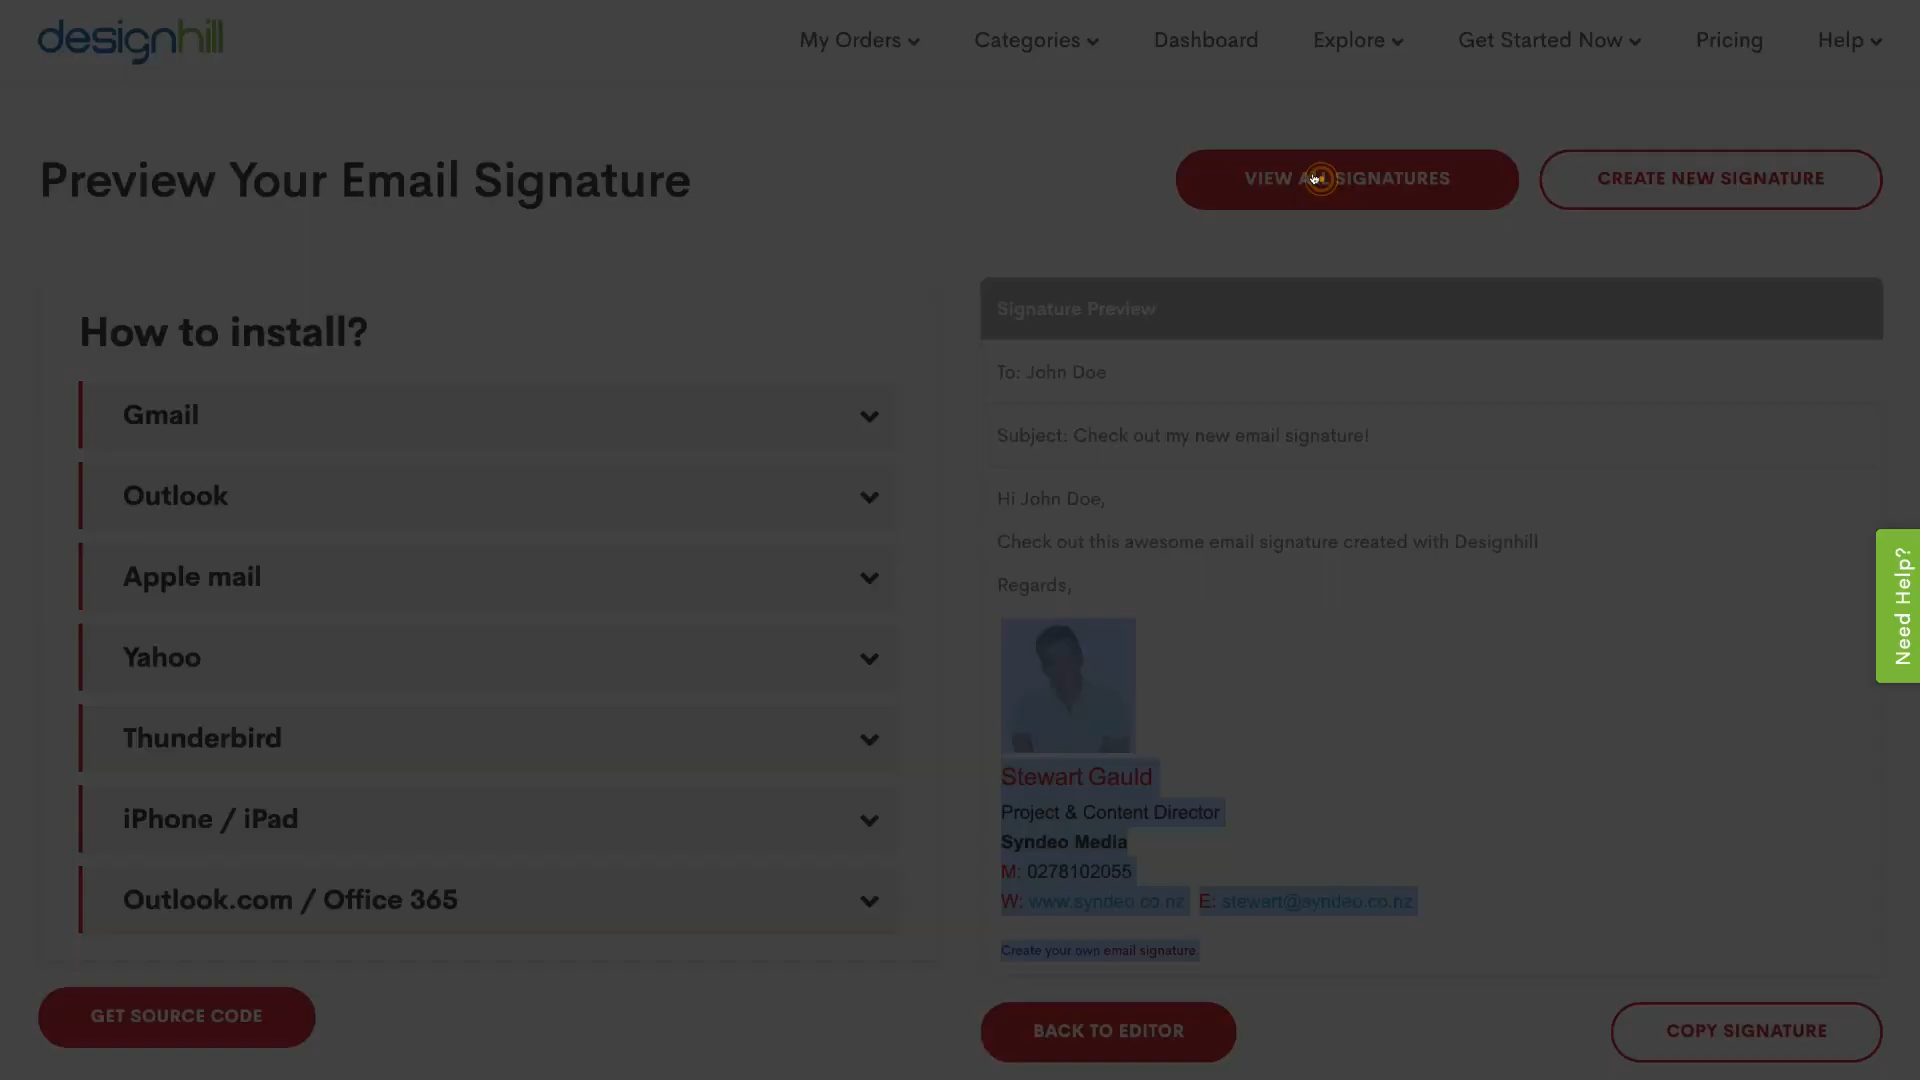 designhill
My Orders
Categories
Dashboard
Explore
Get Started Now
Pricing
Help
Preview Your Email Signature
VIEW ALL SIGNATURES
CREATE NEW SIGNATURE
How to install?
Gmail
Outlook
Apple mail
Yahoo
Thunderbird
iPhone / iPad
Outlook.com / Office 365
GET SOURCE CODE
Signature Preview
To: John Doe
Subject: Check out my new email signature!
Hi John Doe,
Check out this awesome email signature created with Designhill
Regards,
Stewart Gauld
Project & Content Director
Syndeo Media
M: 0278102055
W: www.syndeo.co.nz E: stewart@syndeo.co.nz
Create your own email signature.
BACK TO EDITOR
COPY SIGNATURE
Need Help?